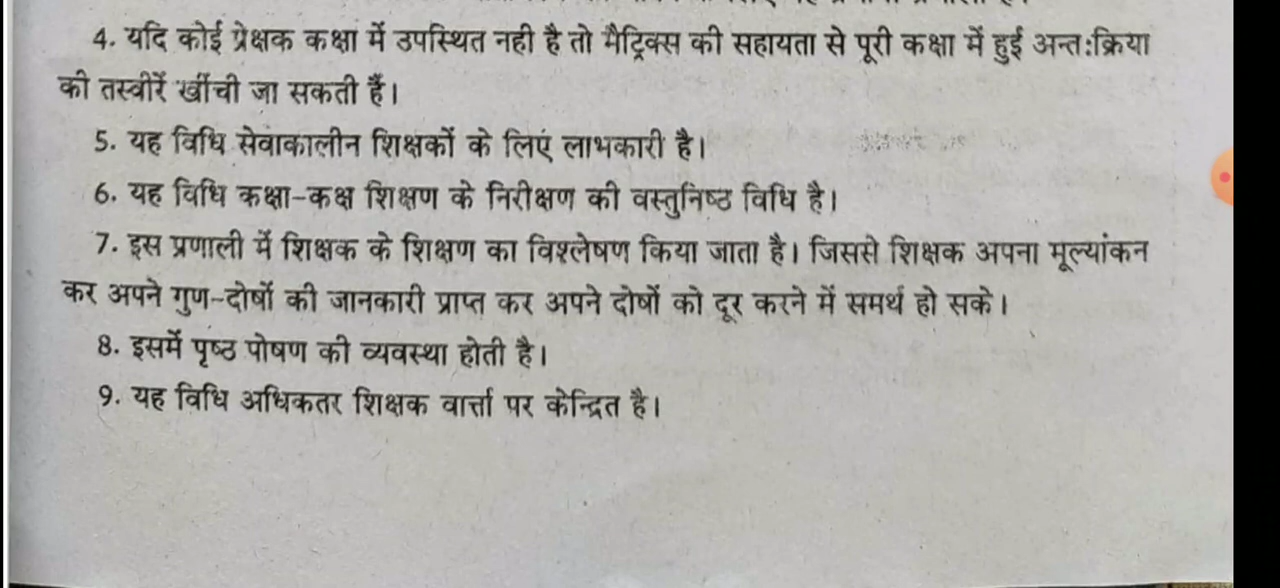 4. यदि कोई प्रेक्षक कक्षा में उपस्थित नही है तो मैट्रिक्स की सहायता से पूरी कक्षा में हुई अन्त:क्रिया
की तस्वीरें खींची जा सकती हैं।
5. यह विधि सेवाकालीन शिक्षकों के लिएं लाभकारी है।
6. यह विधि कक्षा-कक्ष शिक्षण के निरीक्षण की वस्तुनिष्ठ विधि है।
7. इस प्रणाली में शिक्षक के शिक्षण का विश्लेषण किया जाता है। जिससे शिक्षक अपना मूल्यांकन
कर अपने गुण-दोषों की जानकारी प्राप्त कर अपने दोषों को दूर करने में समर्थ हो सके।
8. इसमें पृष्ठ पोषण की व्यवस्था होती है।
9. यह विधि अधिकतर शिक्षक वार्त्ता पर केन्द्रित है।